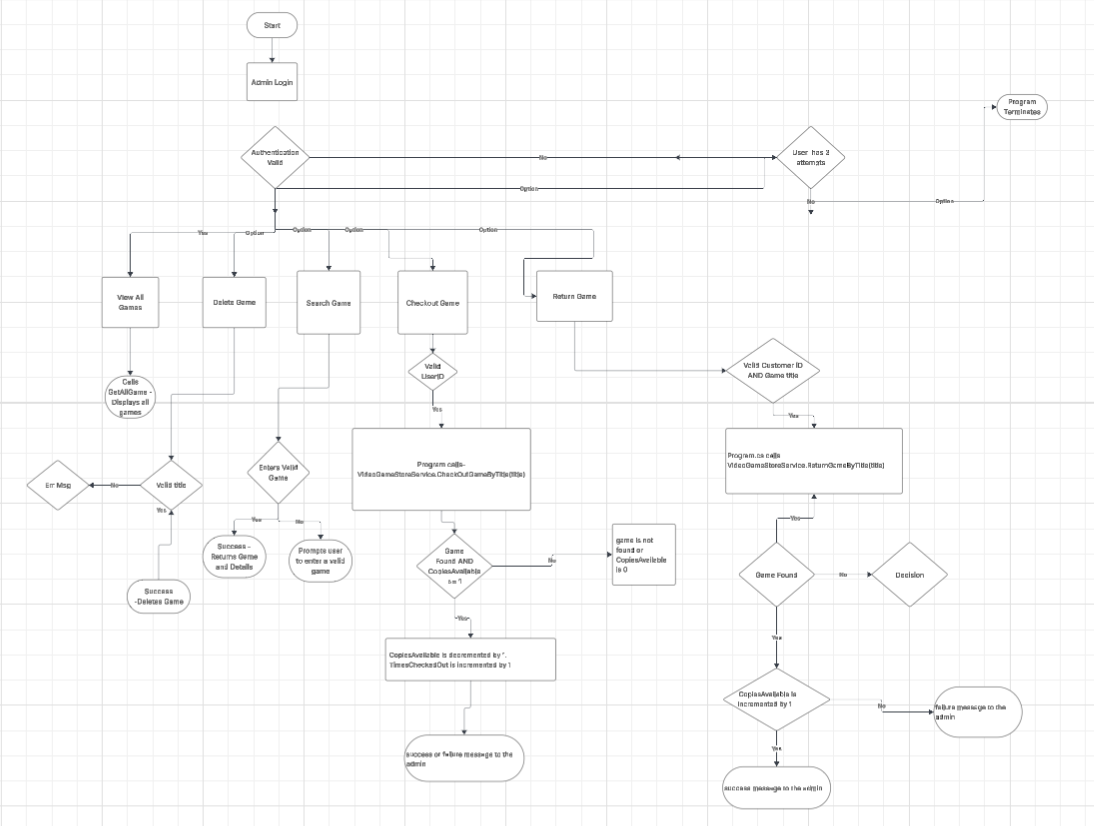 Start
Admin Login
Program
Terminates
Authentication
Valid
No
User has 3
attempts
Option
No
Option
Yes
Option
Option
Option
Option
View All
Games
Delete Game
Search Game
Checkout Game
Return Game
Valid
UserID
Valid Customer ID
AND Game title
Calls
GetAllGame -
Displays all
games
Yes
Yes
Program calls-
VideoGameStoreService.CheckOutGameByTitle(title)
Program.cs calls
VideoGameStoreService.ReturnGameByTitle(title)
Err Msg
No
Valid title
Enters Valid
Game
Yes
Yes
No
Yes
Success -
Returns Game
and Details
Prompts user
to enter a valid
game
Game
Found AND
CopiesAvailable
No
game is not
found or
CopiesAvailable
is 0
Game Found
No
Decision
Success
-Deletes Game
Yes
Yes
CopiesAvailable is decremented by
TimesCheckedOut is incremented by 1
CopiesAvailable is
incremented by 1
No
failure message to the
admin
Yes
success or failure message to the
admin
success message to the admin